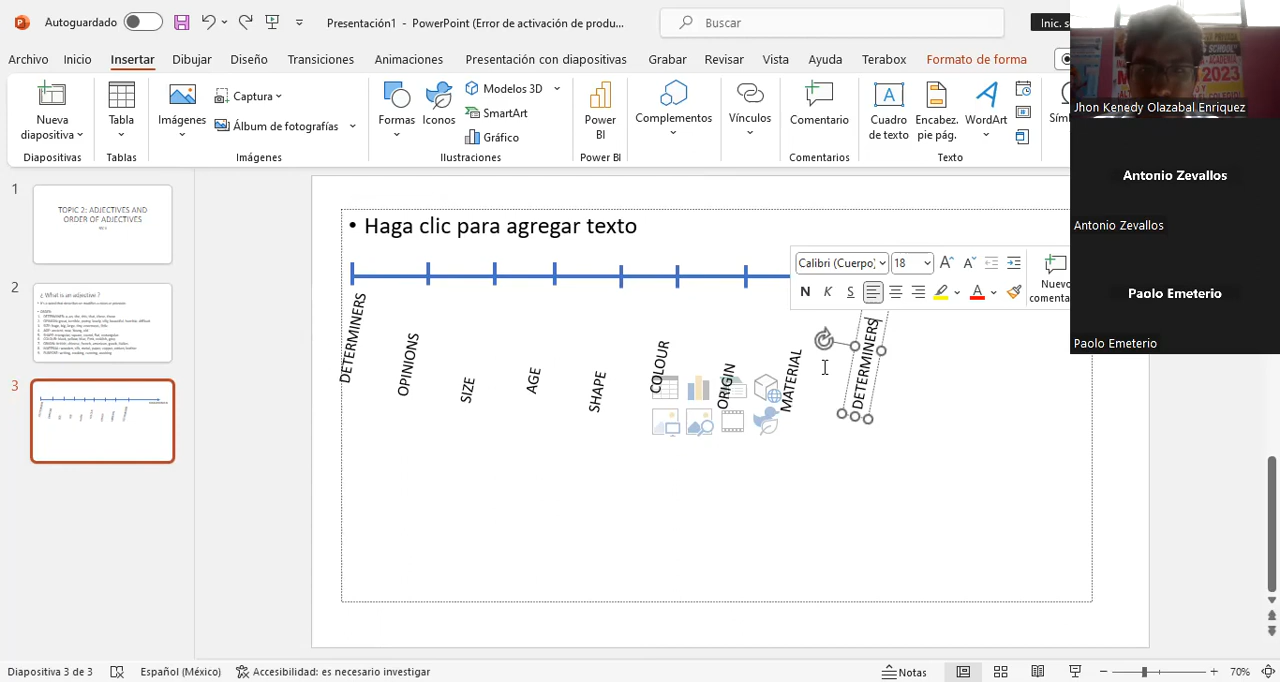 Autoguardado
Presentación1 - PowerPoint (Error de activación de produ...
Buscar
Inic. s
Archivo Inicio Insertar Dibujar Diseño Transiciones Animaciones Presentación con diapositivas Grabar Revisar Vista Ayuda Terabox Formato de forma
Nueva diapositiva
Tabla
Imágenes
Captura
Álbum de fotografías
Formas
Iconos
Modelos 3D
SmartArt
Gráfico
Power BI
Complementos
Vínculos
Comentario
Cuadro de texto
Encabez. pie pág.
WordArt
Diapositivas
Tablas
Imágenes
Ilustraciones
Power BI
Comentarios
Texto
2023
Jhon Kenedy Olazabal Enriquez
Antonio Zevallos
Antonio Zevallos
Paolo Emeterio
Paolo Emeterio
1
TOPIC 2: ADJECTIVES AND
ORDER OF ADJECTIVES
2
¿ What is an adjective ?
3
• Haga clic para agregar texto
Calibri (Cuerpo) 18
N K S A
Nuevo
comenta
DETERMINERS
OPINIONS
SIZE
AGE
SHAPE
COLOUR
ORIGIN
MATERIAL
DETERMINERS
Diapositiva 3 de 3
Español (México)
Accesibilidad: es necesario investigar
Notas
70%